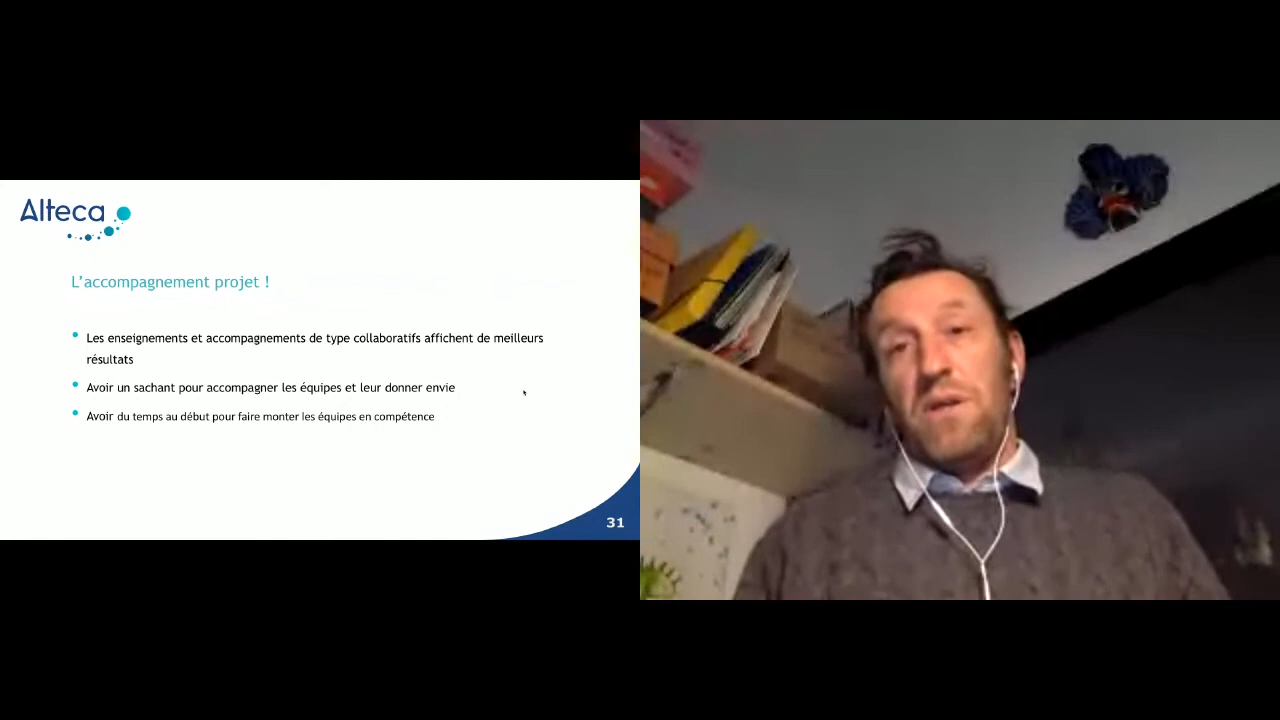 Alteca
L'accompagnement projet !
Les enseignements et accompagnements de type collaboratifs affichent de meilleurs
résultats
Avoir un sachant pour accompagner les équipes et leur donner envie
Avoir du temps au début pour faire monter les équipes en compétence
31